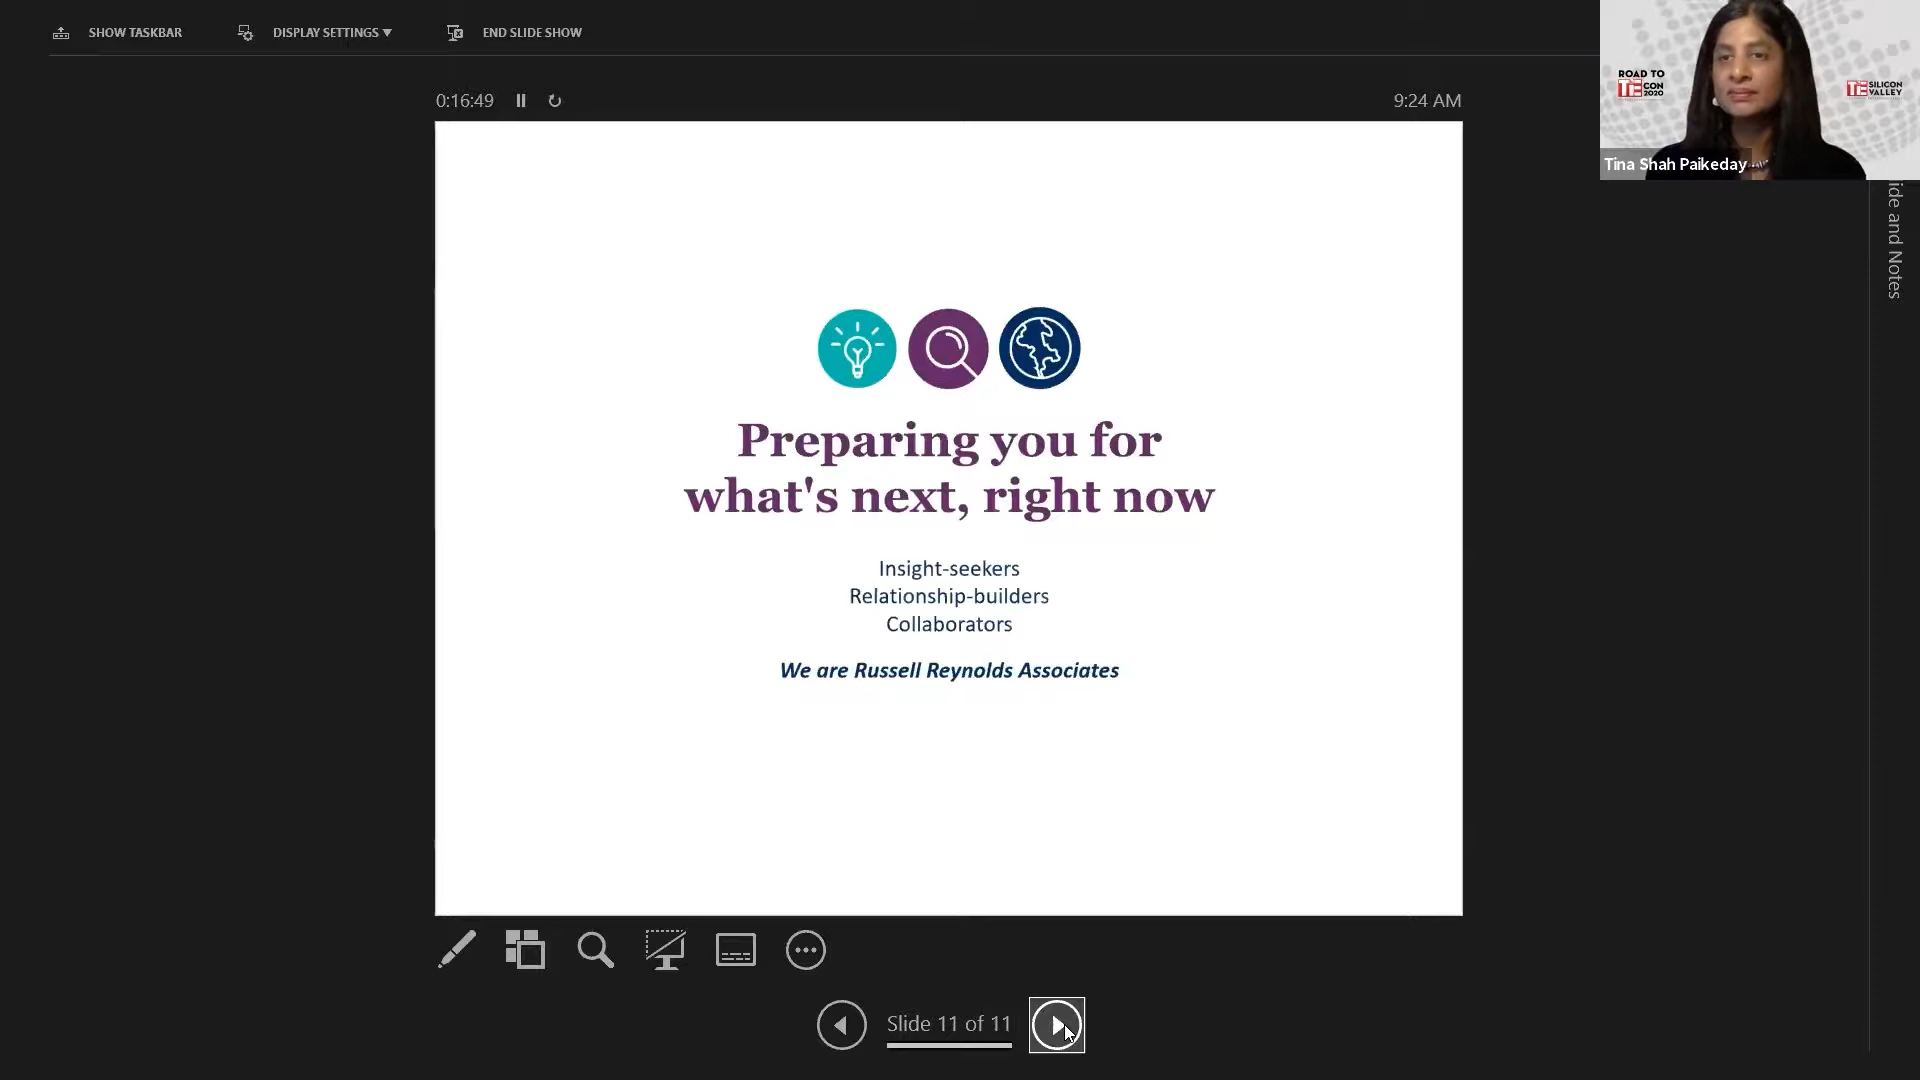 SHOW TASKBAR
DISPLAY SETTINGS ▼
END SLIDE SHOW
0:16:49
9:24 AM
ROAD TO
TiE CON
2020
TiE SILICON
VALLEY
Tina Shah Paikeday
and Notes
Preparing you for
what's next, right now
Insight-seekers
Relationship-builders
Collaborators
We are Russell Reynolds Associates
Slide 11 of 11